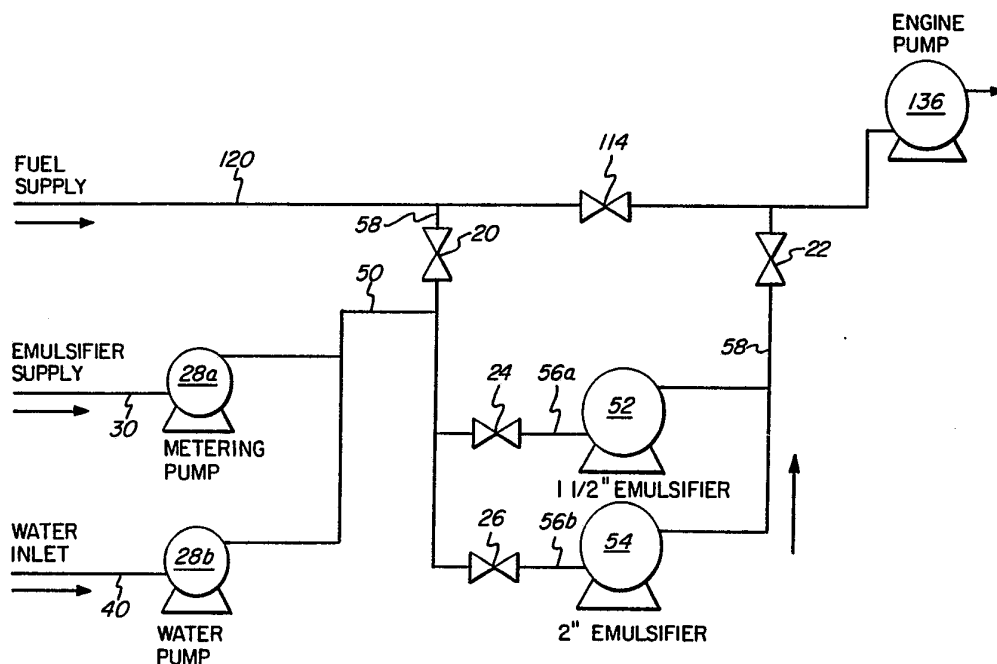 ENGINE
PUMP
136
114
FUEL
SUPPLY
120
58
20
22
50
58
EMULSIFIER
SUPPLY
28a
30
METERING
PUMP
24
56a
52
1 1/2" EMULSIFIER
WATER
INLET
28b
40
WATER
PUMP
26
56b
54
2" EMULSIFIER